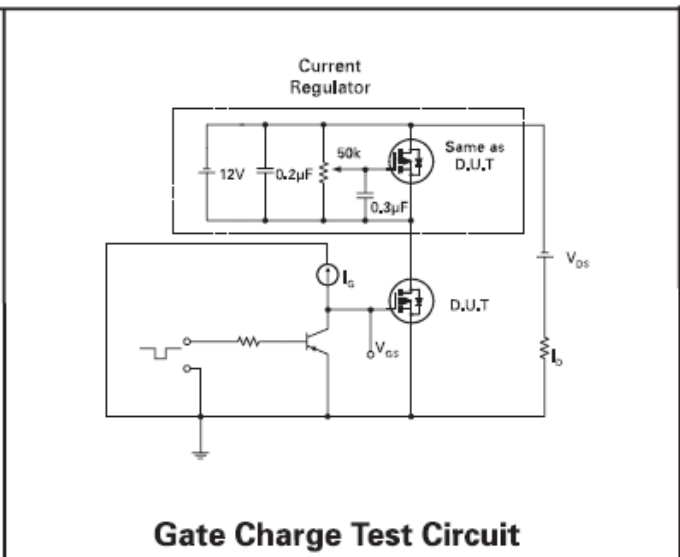 Current
Regulator
12V
0.2µF
50k
0.3µF
Same as
D.U.T
I_G
V_GS
D.U.T
V_DS
I_D
Gate Charge Test Circuit